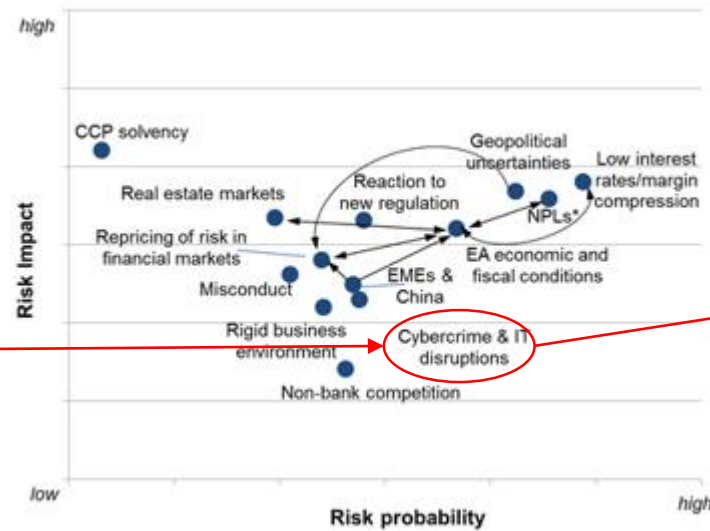 high
CCP solvency
Geopolitical
uncertainties
Low interest
rates/margin
compression
Real estate markets
Reaction to
new regulation
NPLs*
Repricing of risk in
financial markets
EA economic and
fiscal conditions
Misconduct
EMEs &
China
Rigid business
environment
Cybercrime & IT
disruptions
Non-bank competition
Risk Impact
low
Risk probability
high